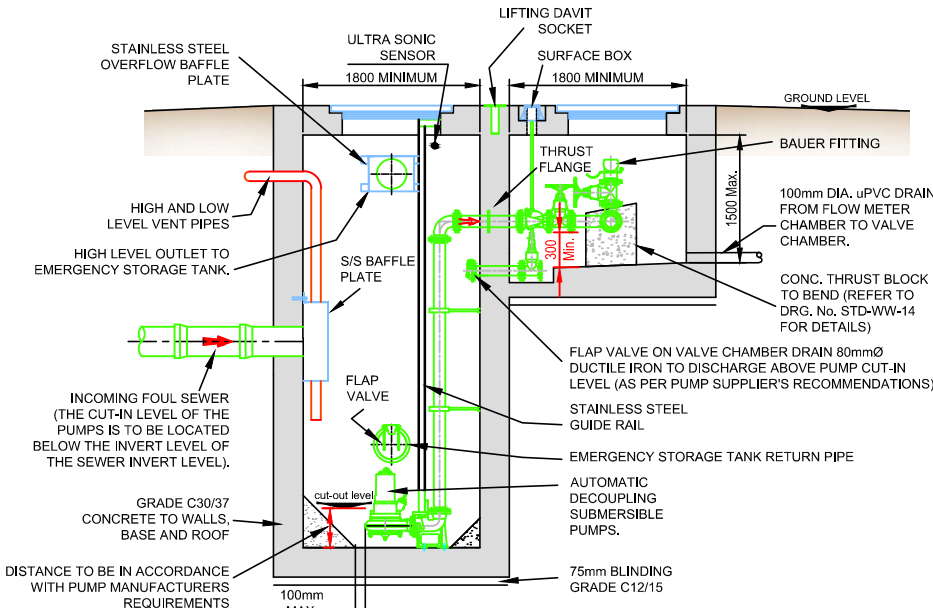 LIFTING DAVIT
SOCKET
STAINLESS STEEL
OVERFLOW BAFFLE
PLATE
ULTRA SONIC
SENSOR
SURFACE BOX
1800 MINIMUM
1800 MINIMUM
GROUND LEVEL
THRUST
FLANGE
BAUER FITTING
1500 Max.
HIGH AND LOW
LEVEL VENT PIPES
100mm DIA. uPVC DRAIN
FROM FLOW METER
CHAMBER TO VALVE
CHAMBER.
HIGH LEVEL OUTLET TO
EMERGENCY STORAGE TANK.
S/S BAFFLE
PLATE
300
Min.
CONC. THRUST BLOCK
TO BEND (REFER TO
DRG. No. STD-WW-14
FOR DETAILS)
FLAP VALVE ON VALVE CHAMBER DRAIN 80mmØ
DUCTILE IRON TO DISCHARGE ABOVE PUMP CUT-IN
LEVEL (AS PER PUMP SUPPLIER'S RECOMMENDATIONS)
INCOMING FOUL SEWER
(THE CUT-IN LEVEL OF THE
PUMPS IS TO BE LOCATED
BELOW THE INVERT LEVEL OF
THE SEWER INVERT LEVEL).
FLAP
VALVE
STAINLESS STEEL
GUIDE RAIL
EMERGENCY STORAGE TANK RETURN PIPE
cut-out level
AUTOMATIC
DECOUPLING
SUBMERSIBLE
PUMPS.
GRADE C30/37
CONCRETE TO WALLS,
BASE AND ROOF
DISTANCE TO BE IN ACCORDANCE
WITH PUMP MANUFACTURERS
REQUIREMENTS
75mm BLINDING
GRADE C12/15
100mm
MAX